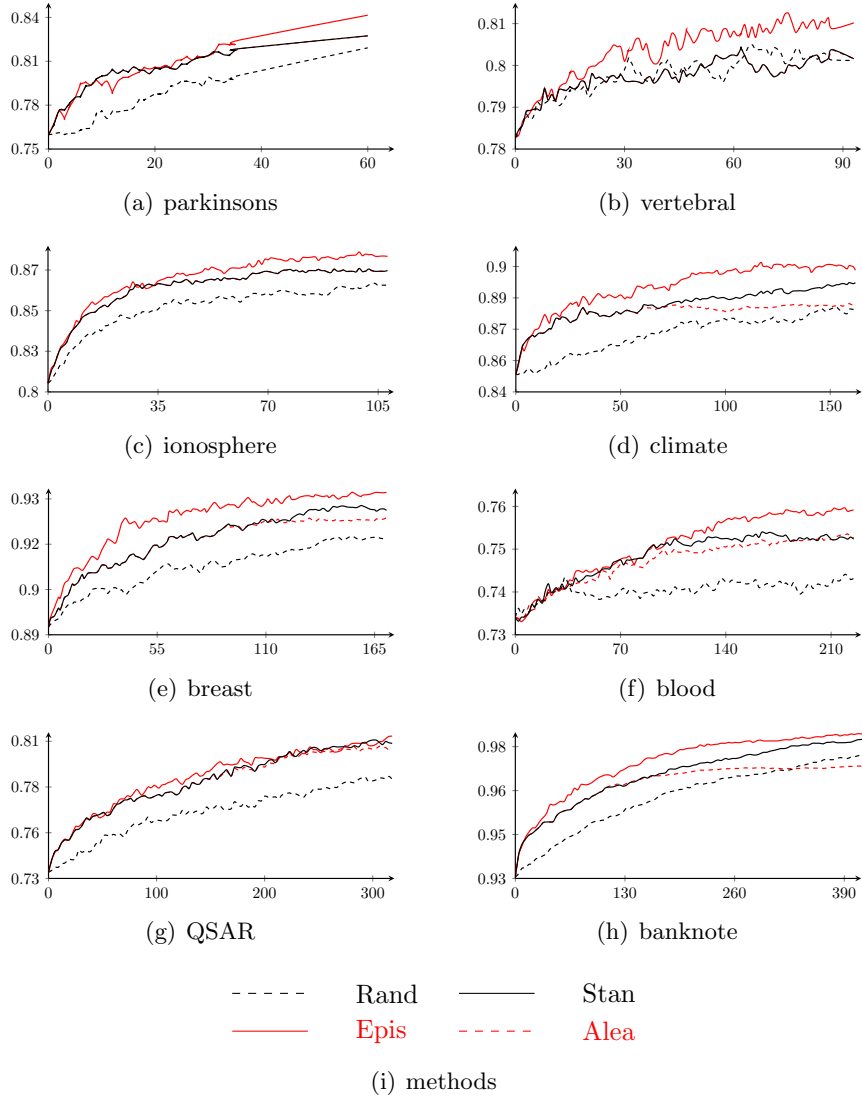 0.84
0.81
0.78
0.75
0 20 40 60
(a) parkinsons
0.81
0.8
0.79
0.78
0 30 60 90
(b) vertebral
0.87
0.85
0.83
0.8
0 35 70 105
(c) ionosphere
0.9
0.89
0.87
0.86
0.84
0 50 100 150
(d) climate
0.93
0.92
0.9
0.89
0 55 110 165
(e) breast
0.76
0.75
0.74
0.73
0 70 140 210
(f) blood
0.81
0.78
0.76
0.73
0 100 200 300
(g) QSAR
0.98
0.96
0.95
0.93
0 130 260 390
(h) banknote
Rand Stan
Epis Alea
(i) methods